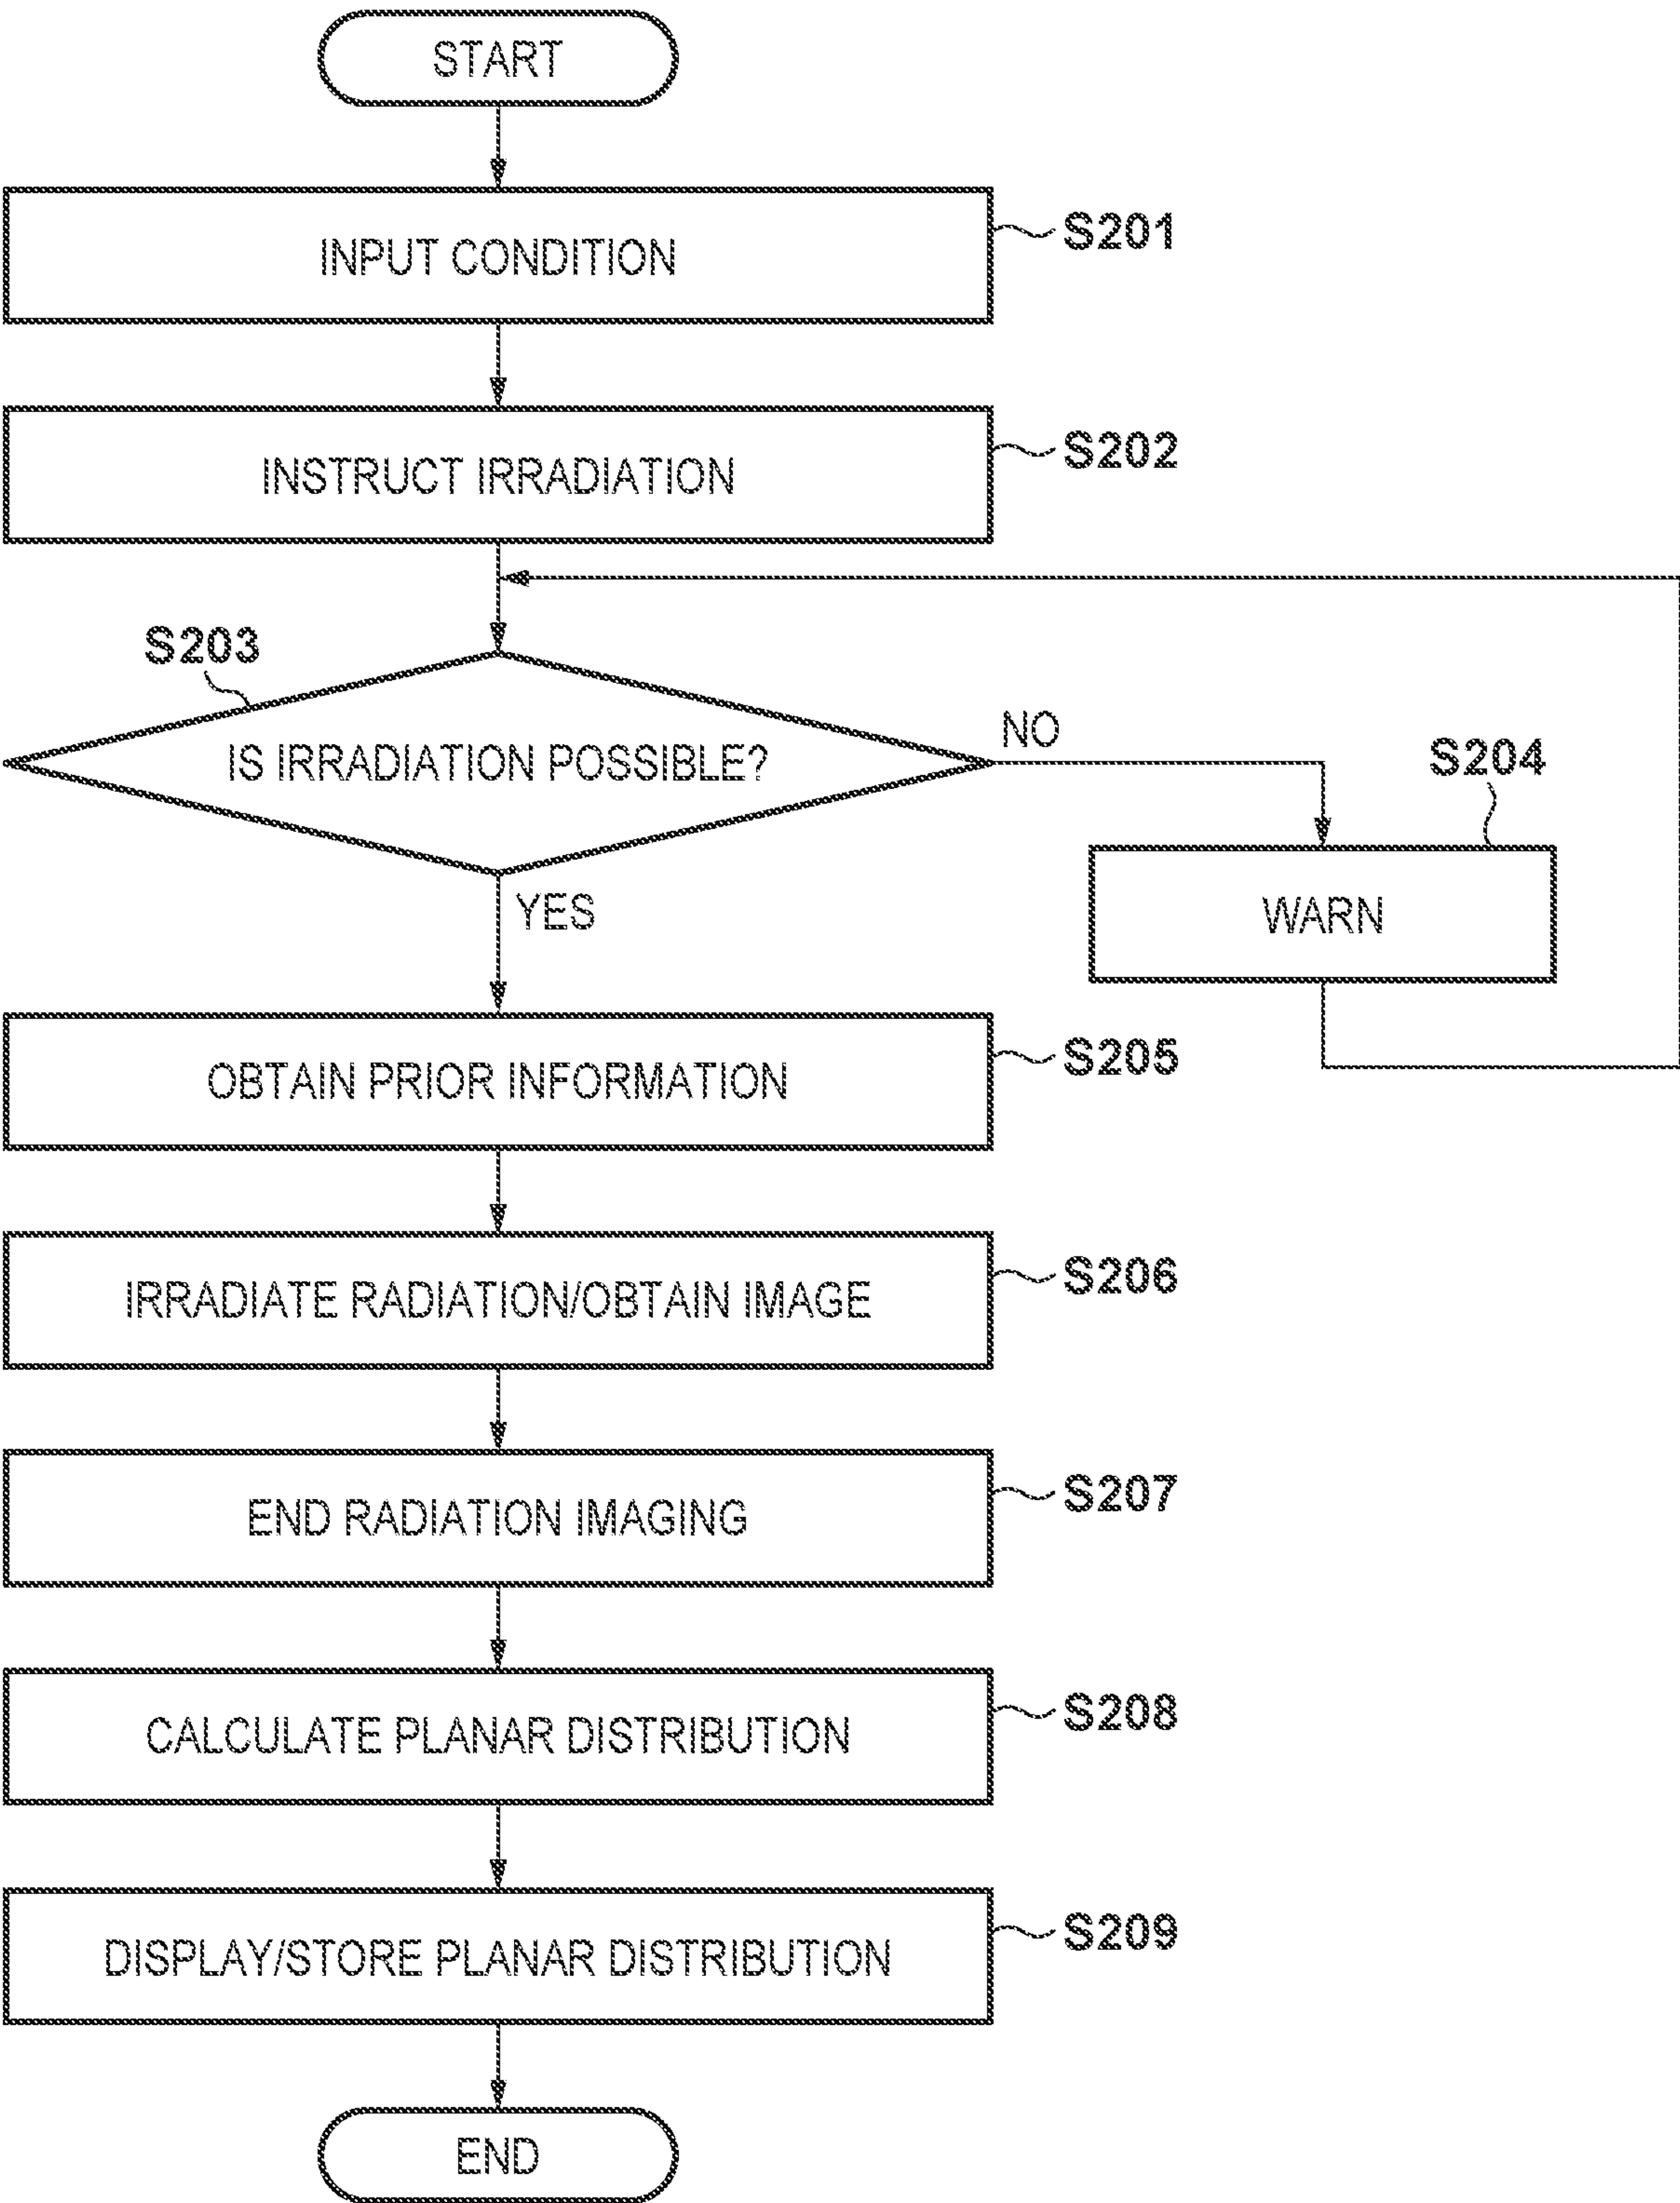 START
INPUT CONDITION
S201
INSTRUCT IRRADIATION
S202
S203
IS IRRADIATION POSSIBLE?
NO
S204
WARN
YES
OBTAIN PRIOR INFORMATION
S205
IRRADIATE RADIATION/OBTAIN IMAGE
S206
END RADIATION IMAGING
S207
CALCULATE PLANAR DISTRIBUTION
S208
DISPLAY/STORE PLANAR DISTRIBUTION
S209
END